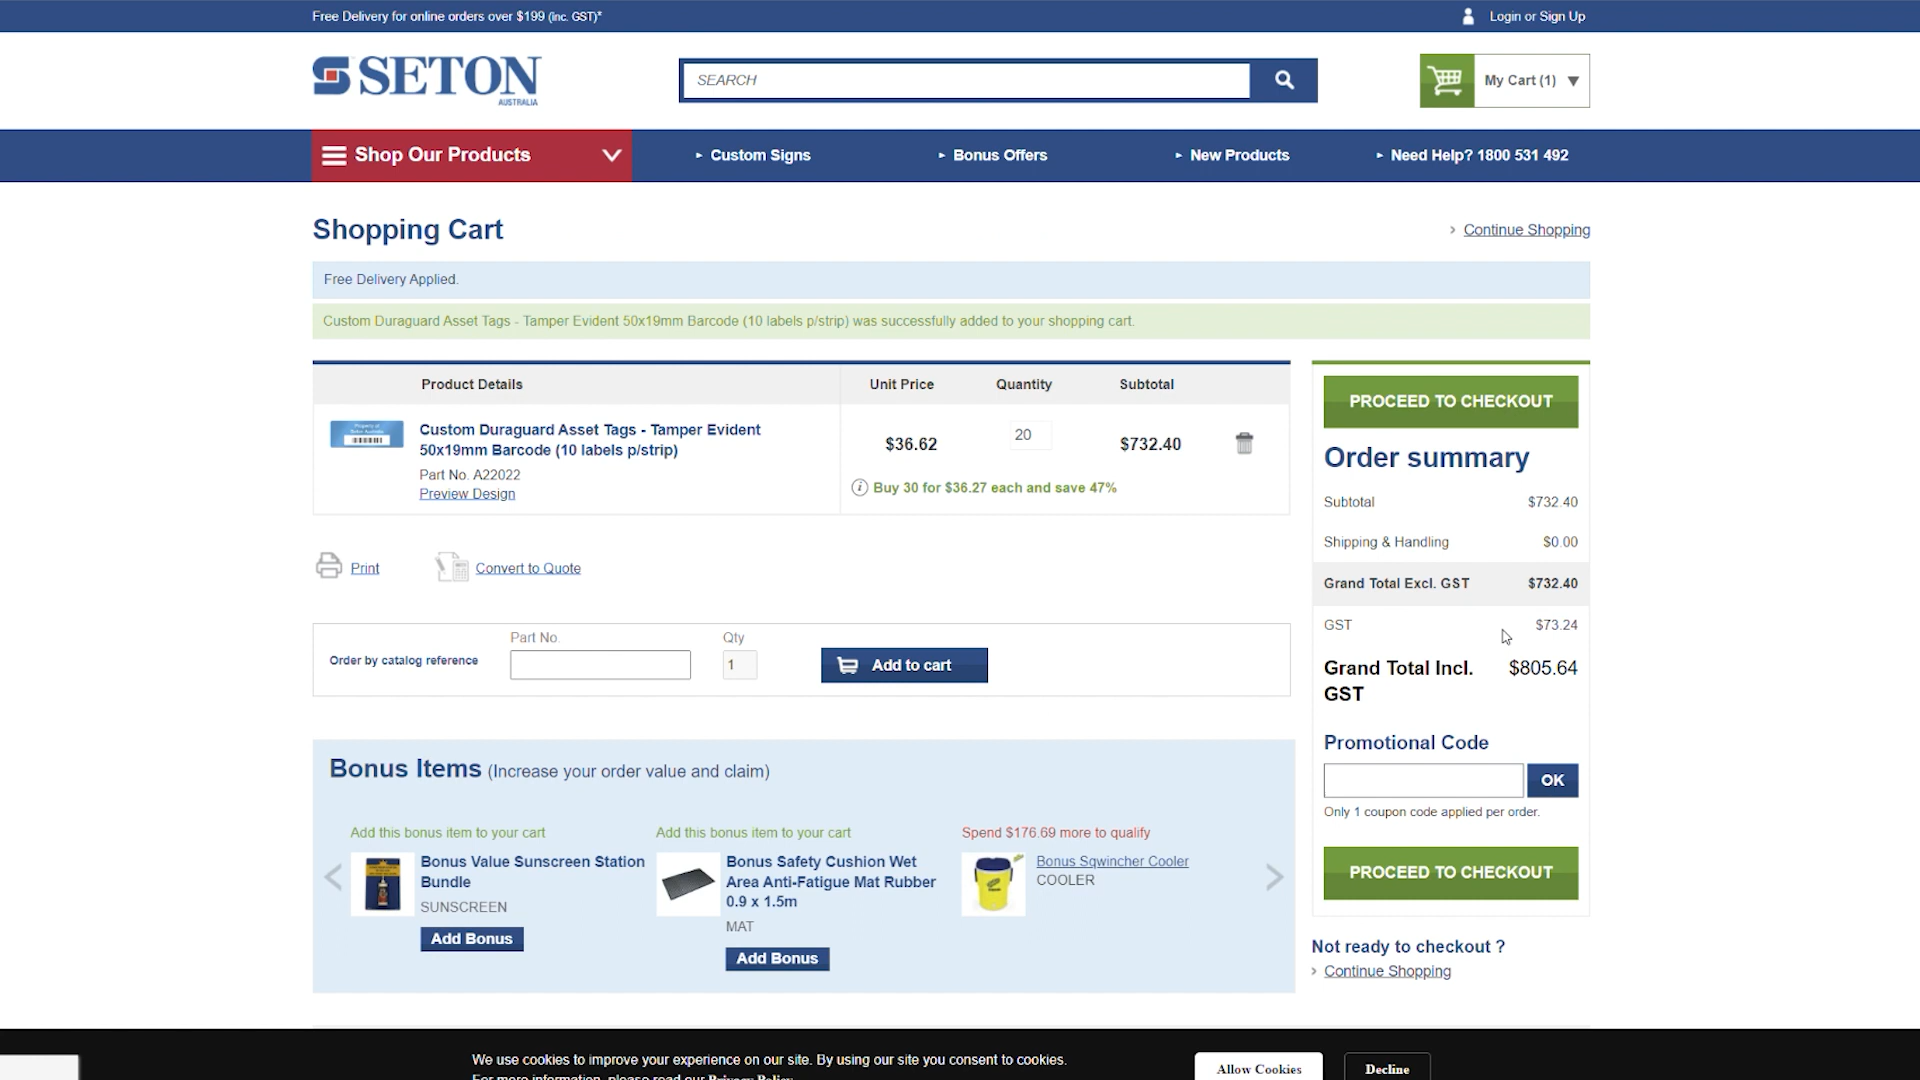 Free Delivery for online orders over $199 (inc. GST)*
Login or Sign Up
SETON
AUSTRALIA
SEARCH
My Cart (1)
Shop Our Products
Custom Signs
Bonus Offers
New Products
Need Help? 1800 531 492
Shopping Cart
Continue Shopping
Free Delivery Applied.
Custom Duraguard Asset Tags - Tamper Evident 50x19mm Barcode (10 labels p/strip) was successfully added to your shopping cart.
Product Details
Unit Price
Quantity
Subtotal
Custom Duraguard Asset Tags - Tamper Evident
50x19mm Barcode (10 labels p/strip)
Part No. A22022
Preview Design
$36.62
20
$732.40
Buy 30 for $36.27 each and save 47%
Print
Convert to Quote
Order by catalog reference
Part No.
Qty
1
Add to cart
PROCEED TO CHECKOUT
Order summary
Subtotal $732.40
Shipping & Handling $0.00
Grand Total Excl. GST $732.40
GST $73.24
Grand Total Incl. $805.64
GST
Promotional Code
OK
Only 1 coupon code applied per order.
PROCEED TO CHECKOUT
Not ready to checkout ?
Continue Shopping
Bonus Items (Increase your order value and claim)
Add this bonus item to your cart
Bonus Value Sunscreen Station
Bundle
SUNSCREEN
Add Bonus
Add this bonus item to your cart
Bonus Safety Cushion Wet
Area Anti-Fatigue Mat Rubber
0.9 x 1.5m
MAT
Add Bonus
Spend $176.69 more to qualify
Bonus Sqwincher Cooler
COOLER
We use cookies to improve your experience on our site. By using our site you consent to cookies.
For more information, please read our Privacy Policy
Allow Cookies
Decline